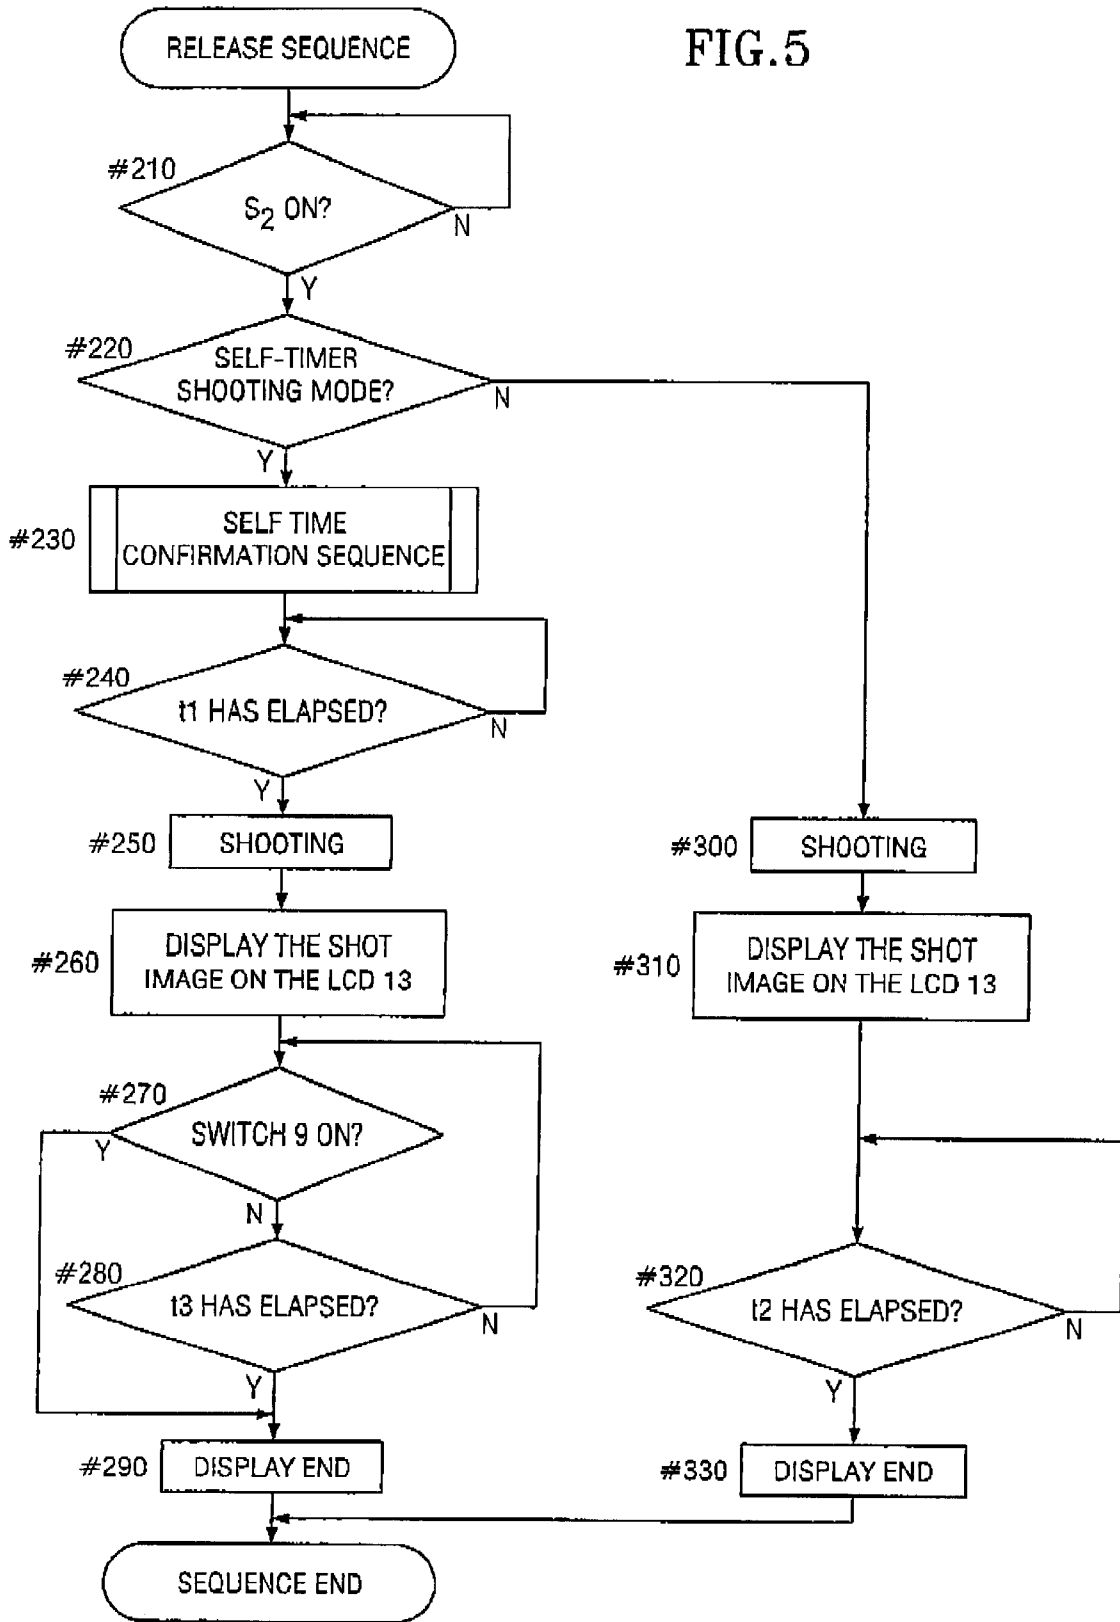 FIG.5
RELEASE SEQUENCE
#210
S2 ON?
N
Y
#220
SELF-TIMER
SHOOTING MODE?
N
Y
#230
SELF TIME
CONFIRMATION SEQUENCE
#240
t1 HAS ELAPSED?
N
Y
#250
SHOOTING
#260
DISPLAY THE SHOT
IMAGE ON THE LCD 13
#270
SWITCH 9 ON?
Y
N
#280
t3 HAS ELAPSED?
N
Y
#290
DISPLAY END
#300
SHOOTING
#310
DISPLAY THE SHOT
IMAGE ON THE LCD 13
#320
t2 HAS ELAPSED?
N
Y
#330
DISPLAY END
SEQUENCE END